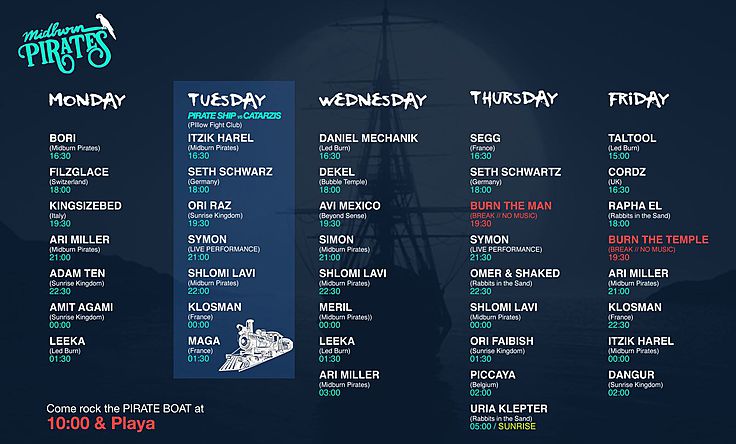 Midburn
PIRATES
MONDAY
BORI
(Midburn Pirates)
16:30
FILZGLACE
(Switzerland)
18:00
KINGSIZEBED
(Italy)
19:30
ARI MILLER
(Midburn Pirates)
21:00
ADAM TEN
(Sunrise Kingdom)
22:30
AMIT AGAMI
(Sunrise Kingdom)
00:00
LEEKA
(Led Burn)
01:30
TUESDAY
PIRATE SHIP vs CATARZIS
(Pillow Fight Club)
ITZIK HAREL
(Midburn Pirates)
16:30
SETH SCHWARZ
(Germany)
18:00
ORI RAZ
(Sunrise Kingdom)
19:30
SYMON
(LIVE PERFORMANCE)
21:00
SHLOMI LAVI
22:00
KLOSMAN
(France)
00:00
MAGA
(France)
01:30
WEDNESDAY
DANIEL MECHANIK
(Led Burn)
16:30
DEKEL
(Bubble Temple)
18:00
AVI MEXICO
(Beyond Sense)
19:30
SIMON
(Midburn Pirates)
21:00
SHLOMI LAVI
(Midburn Pirates)
22:30
MERIL
(Midburn Pirates))
00:00
LEEKA
(Led Burn)
01:30
ARI MILLER
(Midburn Pirates)
03:00
THURSDAY
SEGG
(France)
16:30
SETH SCHWARTZ
(Germany)
18:00
BURN THE MAN
(BREAK // NO MUSIC)
19:30
SYMON
(LIVE PERFORMANCE)
21:30
OMER & SHAKED
(Rabbits in the Sand)
22:30
SHLOMI LAVI
(Midburn Pirates)
00:00
ORI FAIBISH
(Sunrise Kingdom)
01:30
PICCAYA
(Belgium)
02:00
URIA KLEPTER
(Rabbits in the Sand)
05:00 / SUNRISE
FRIDAY
TALTOOL
(Led Burn)
15:00
CORDZ
(UK)
16:30
RAPHA EL
(Rabbits in the Sand)
18:00
BURN THE TEMPLE
(BREAK // NO MUSIC)
19:30
ARI MILLER
(Midburn Pirates)
21:00
KLOSMAN
(France)
22:30
ITZIK HAREL
(Midburn Pirates)
00:00
DANGUR
(Sunrise Kingdom)
02:00
Come rock the PIRATE BOAT at
10:00 & Playa